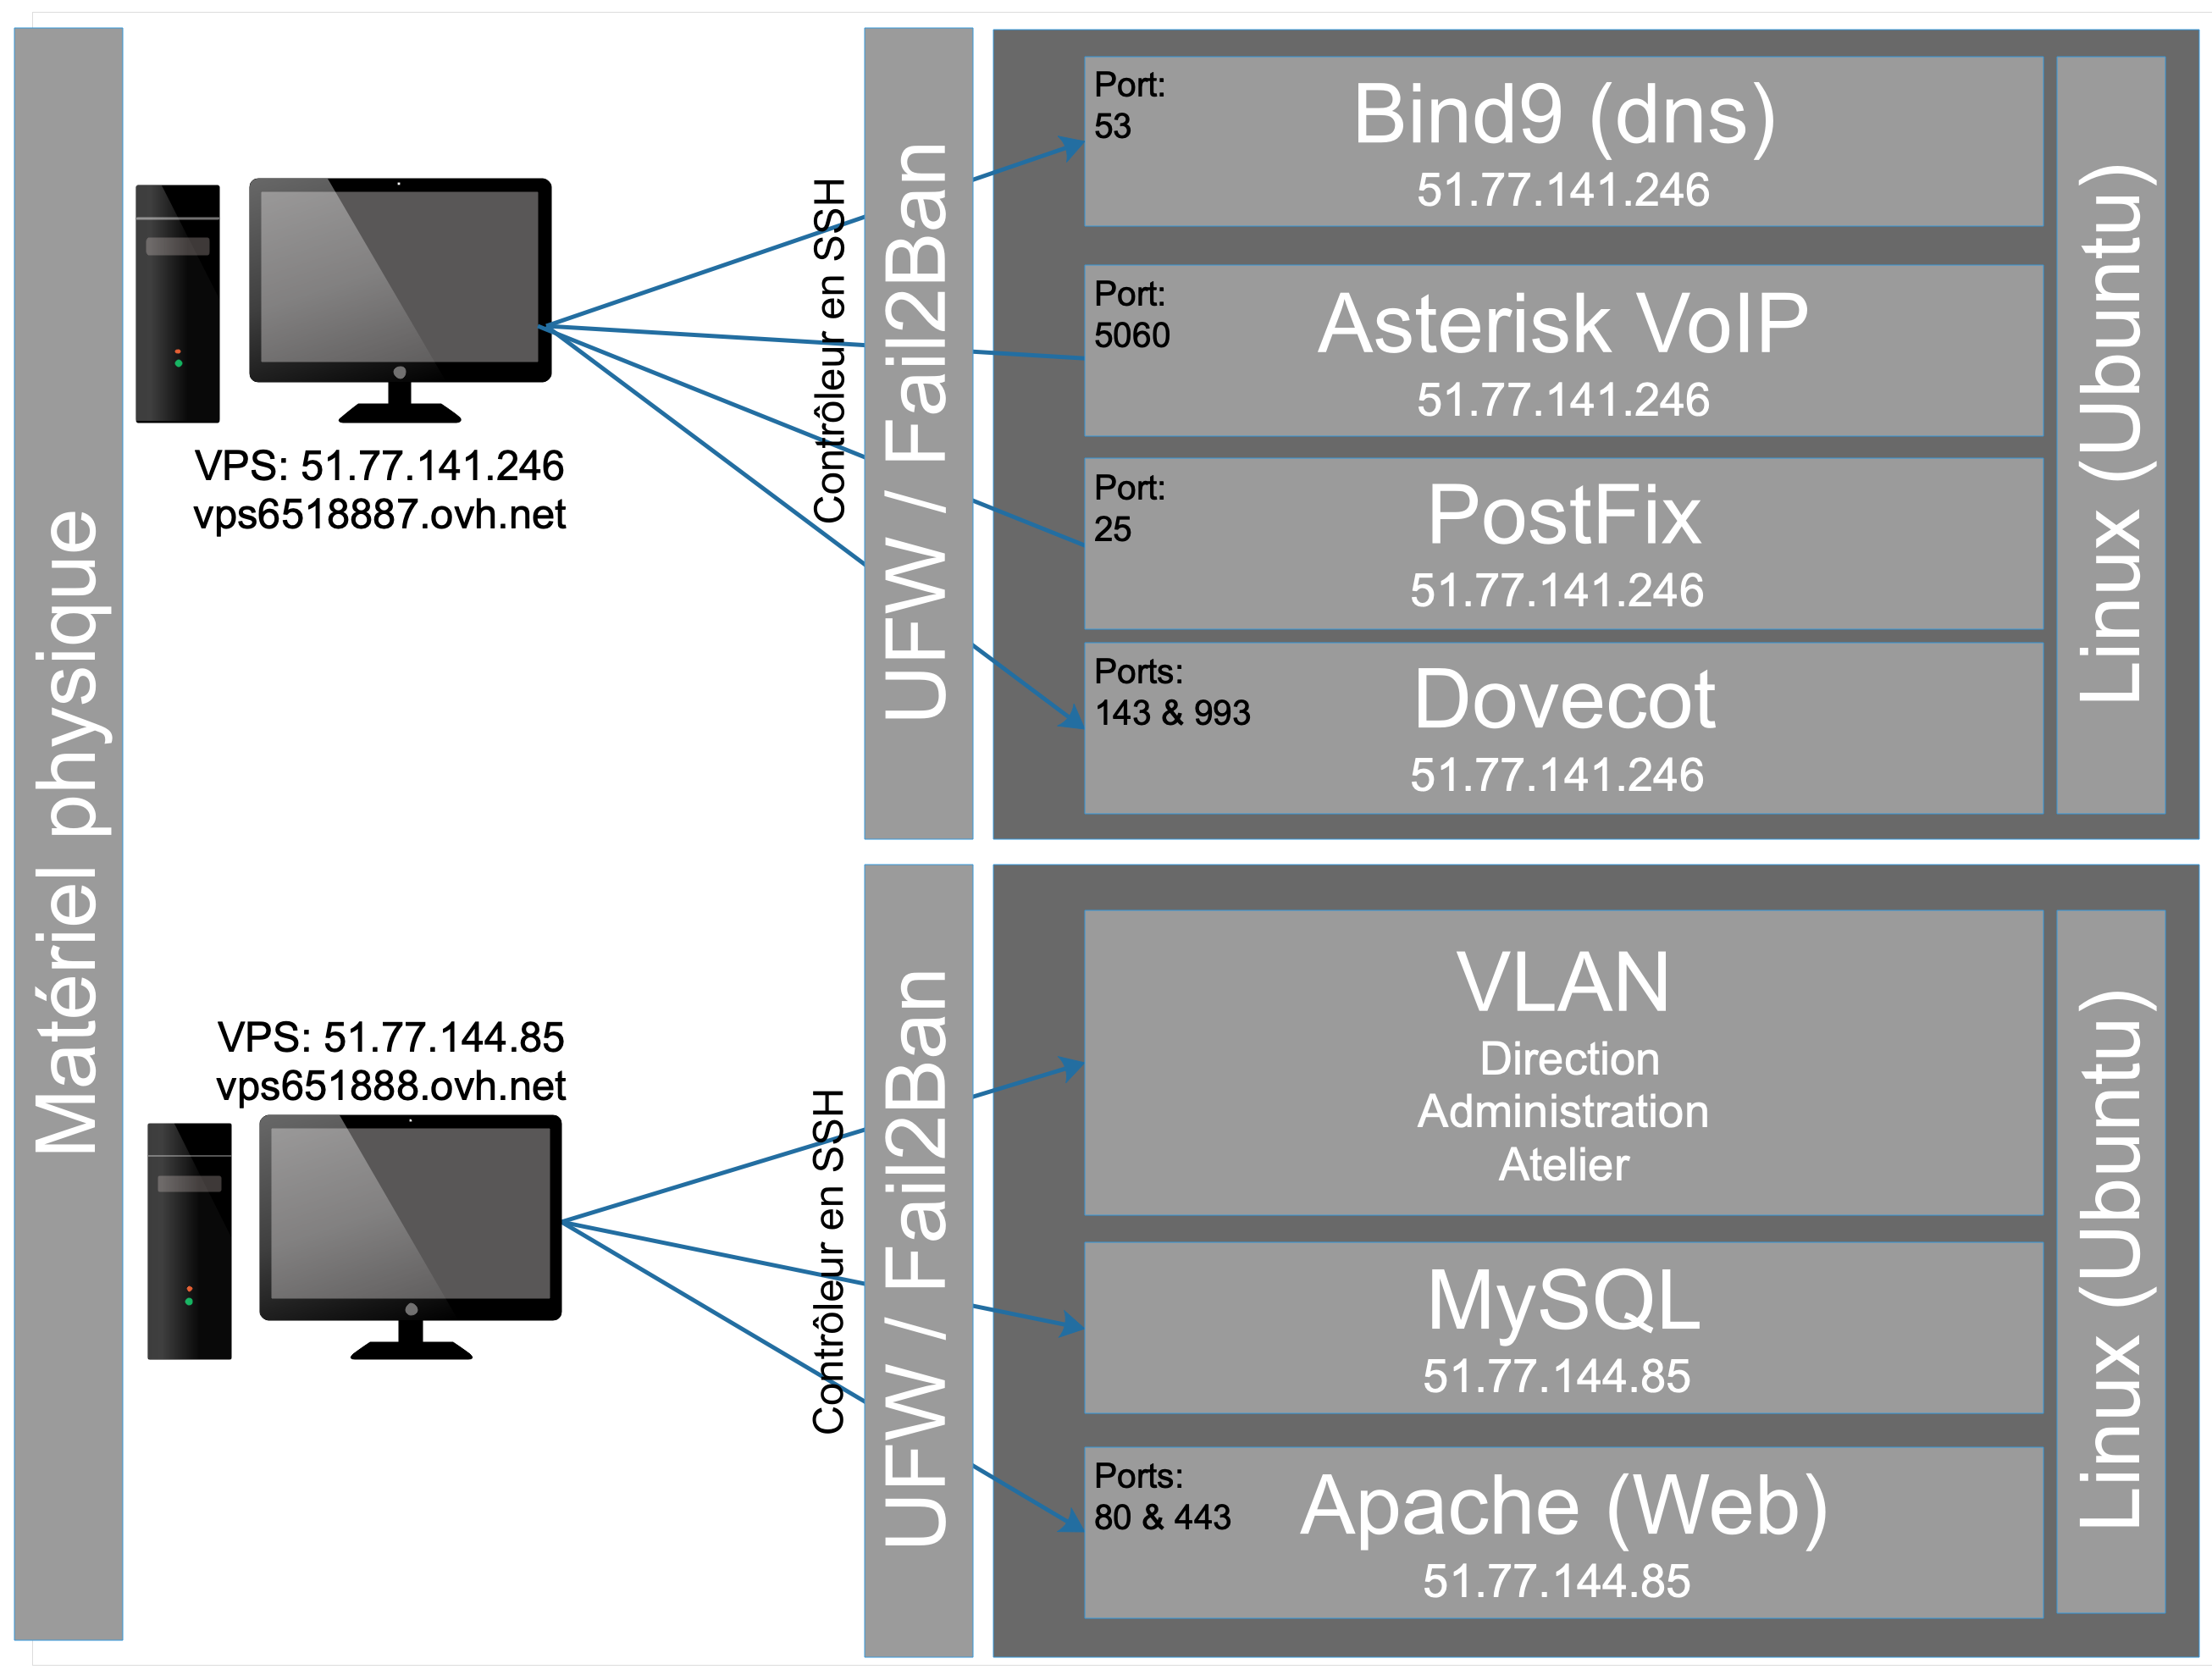 Matériel physique
VPS: 51.77.141.246
vps6518887.ovh.net
Contrôleur en SSH
UFW / Fail2Ban
Port:
53
Bind9 (dns)
51.77.141.246
Port:
5060
Asterisk VoIP
51.77.141.246
Port:
25
PostFix
51.77.141.246
Ports:
143 & 993
Dovecot
51.77.141.246
Linux (Ubuntu)
VPS: 51.77.144.85
vps651888.ovh.net
Contrôleur en SSH
UFW / Fail2Ban
VLAN
Direction
Administration
Atelier
MySQL
51.77.144.85
Ports:
80 & 443
Apache (Web)
51.77.144.85
Linux (Ubuntu)